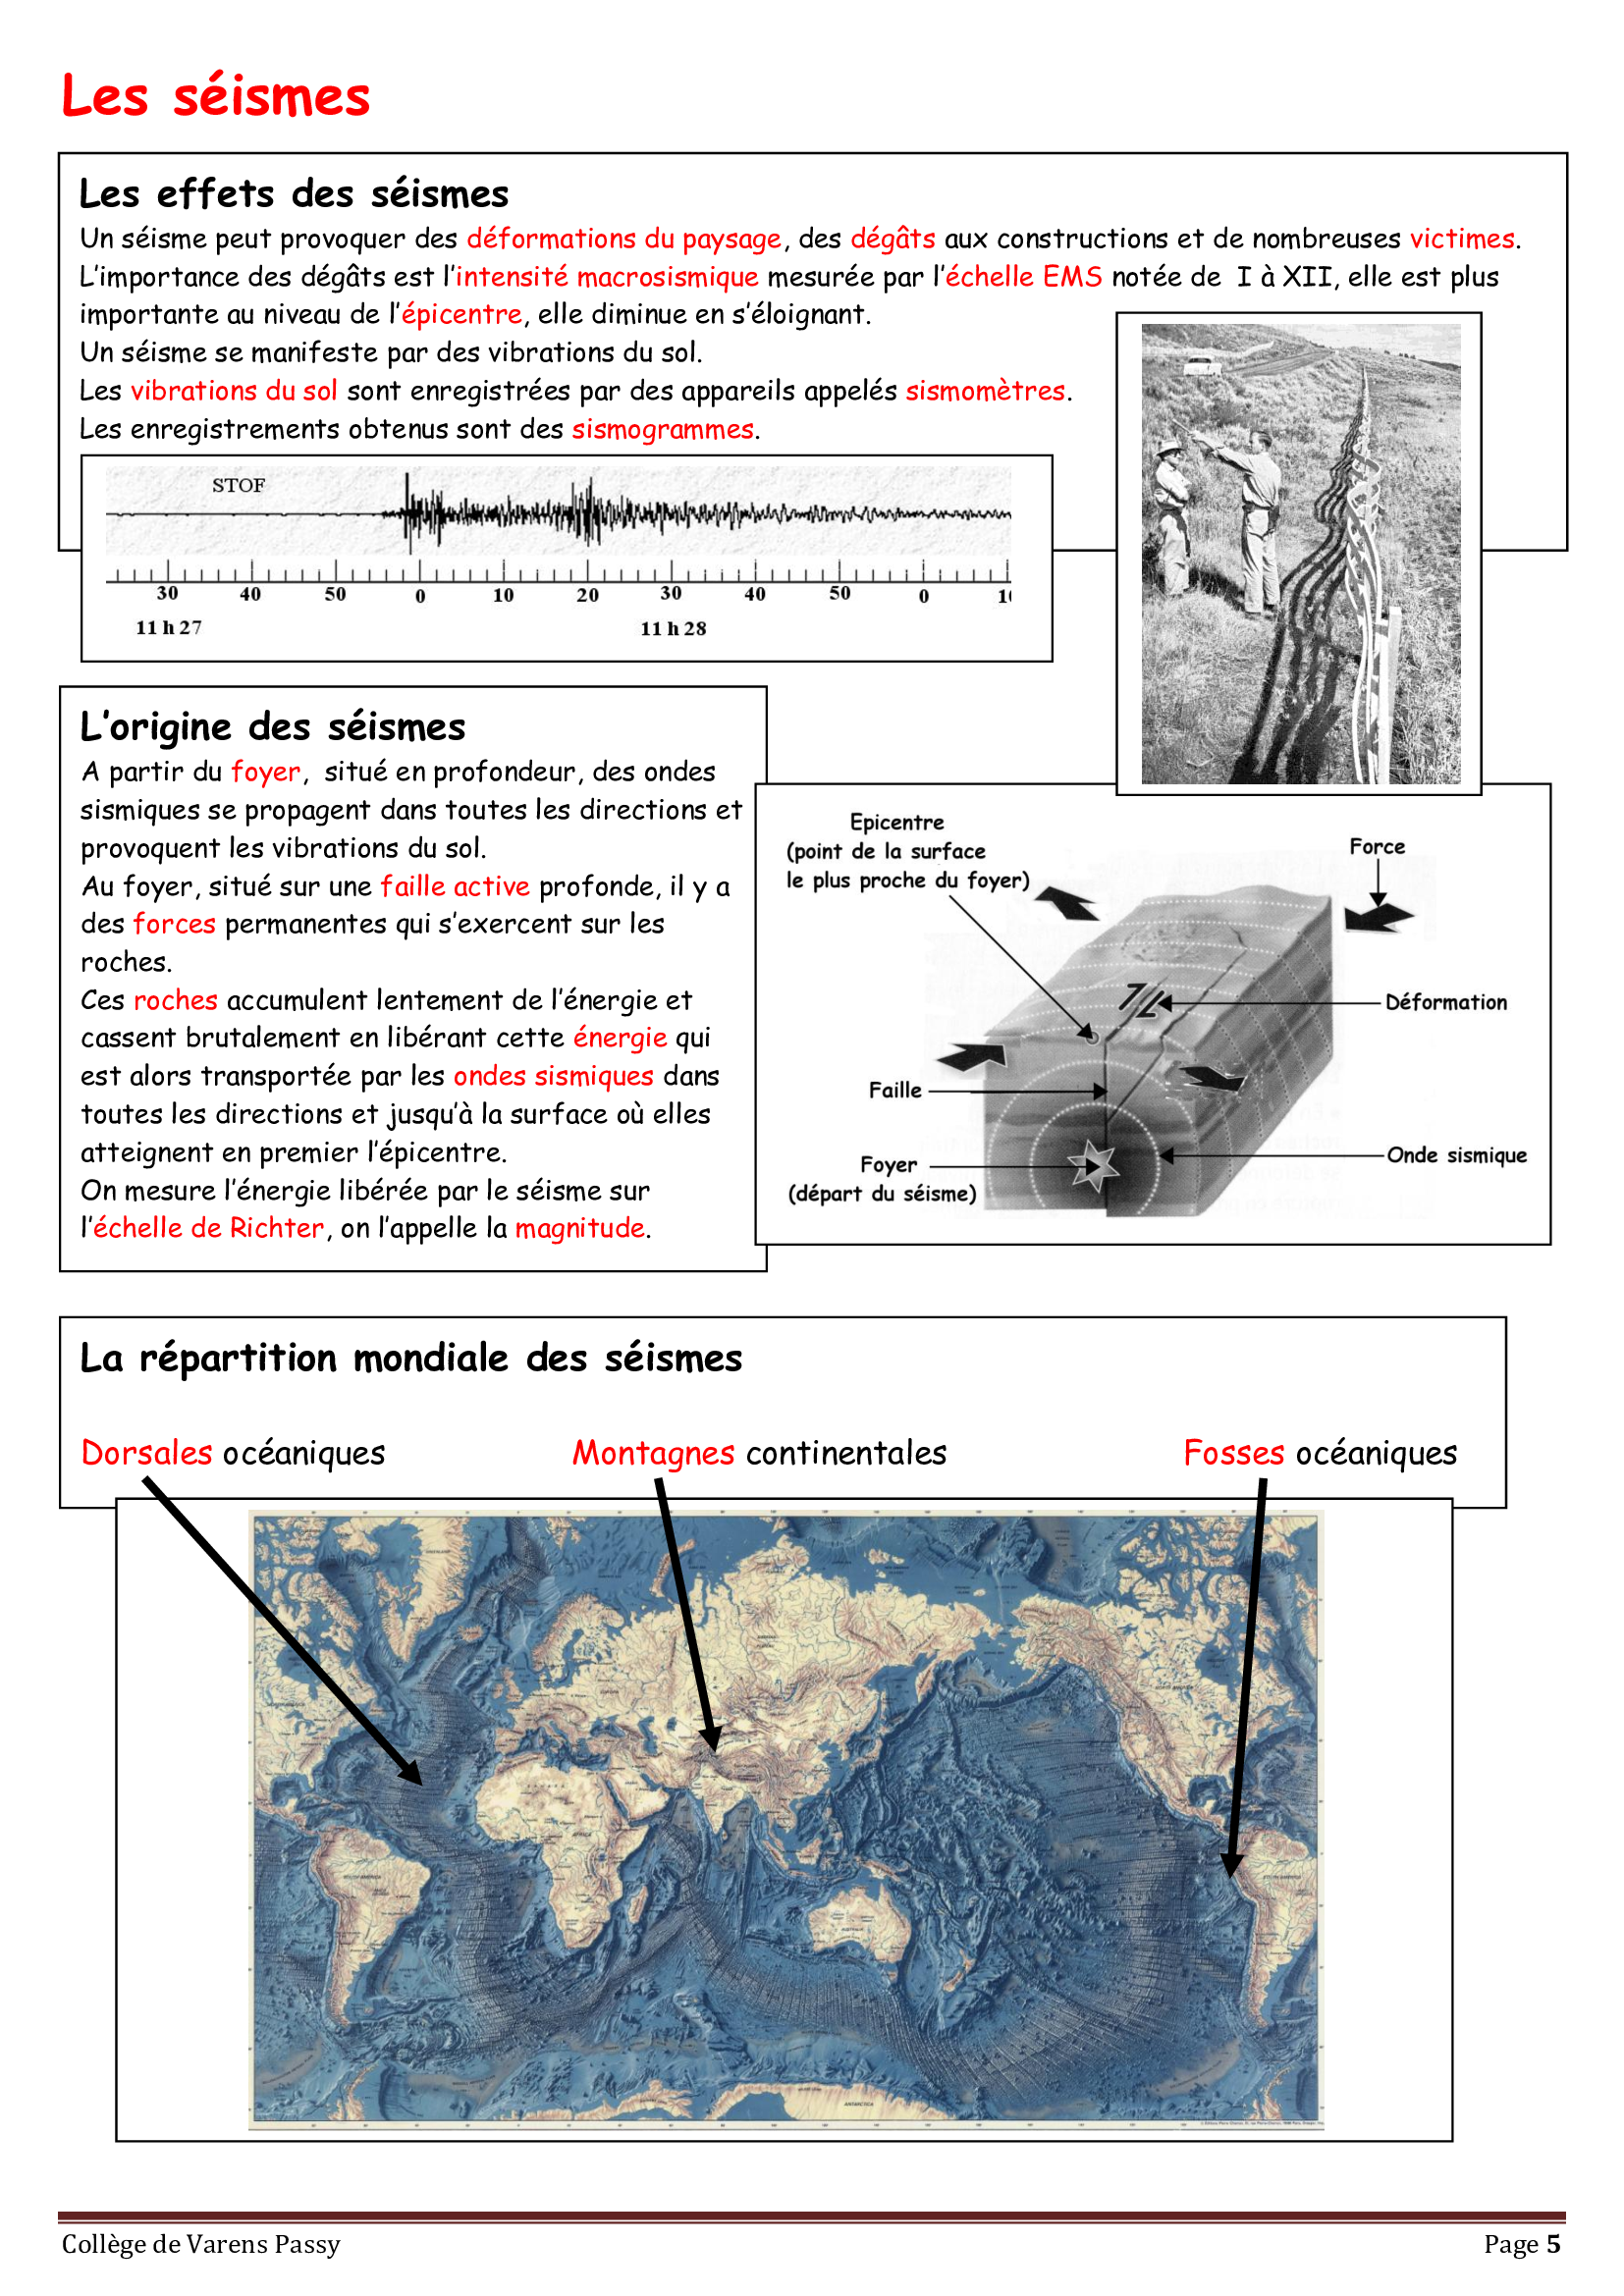 Les séismes
Les effets des séismes
Un séisme peut provoquer des déformations du paysage, des dégâts aux constructions et de nombreuses victimes.
L’importance des dégâts est l’intensité macrosismique mesurée par l’échelle EMS notée de I à XII, elle est plus
importante au niveau de l’épicentre, elle diminue en s’éloignant.
Un séisme se manifeste par des vibrations du sol.
Les vibrations du sol sont enregistrées par des appareils appelés sismomètres.
Les enregistrements obtenus sont des sismogrammes.
STOF
30 40 50 0 10 20 30 40 50 0 10
11 h 27 11 h 28
L’origine des séismes
A partir du foyer, situé en profondeur, des ondes
sismiques se propagent dans toutes les directions et
provoquent les vibrations du sol.
Au foyer, situé sur une faille active profonde, il y a
des forces permanentes qui s’exercent sur les
roches.
Ces roches accumulent lentement de l’énergie et
cassent brutalement en libérant cette énergie qui
est alors transportée par les ondes sismiques dans
toutes les directions et jusqu’à la surface où elles
atteignent en premier l’épicentre.
On mesure l’énergie libérée par le séisme sur
l’échelle de Richter, on l’appelle la magnitude.
Epicentre
(point de la surface
le plus proche du foyer)
Force
Déformation
Faille
Foyer
(départ du séisme)
Onde sismique
La répartition mondiale des séismes
Dorsales océaniques Montagnes continentales Fosses océaniques
AFRICA
ANTARCTICA
Collège de Varens Passy Page 5